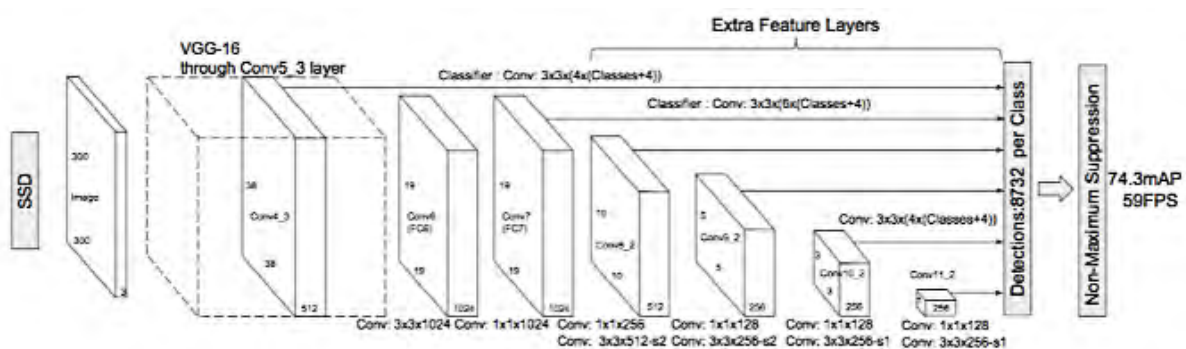 Extra Feature Layers
VGG-16
through Conv5_3 layer
Classifier : Conv: 3x3x(4x(Classes+4))
Classifier : Conv: 3x3x(6x(Classes+4))
Conv: 3x3x(4x(Classes+4))
SSD
300
Image
300
3
38
Conv4_3
38
512
19
Conv6
(FC6)
19
1024
19
Conv7
(FC7)
19
1024
10
Conv8_2
10
512
5
Conv9_2
5
256
3
Conv10_2
3
256
Conv11_2
256
Detections:8732 per Class
Non-Maximum Suppression
74.3mAP
59FPS
Conv: 3x3x1024
Conv: 1x1x1024
Conv: 1x1x256
Conv: 3x3x512-s2
Conv: 1x1x128
Conv: 3x3x256-s2
Conv: 1x1x128
Conv: 3x3x256-s1
Conv: 1x1x128
Conv: 3x3x256-s1